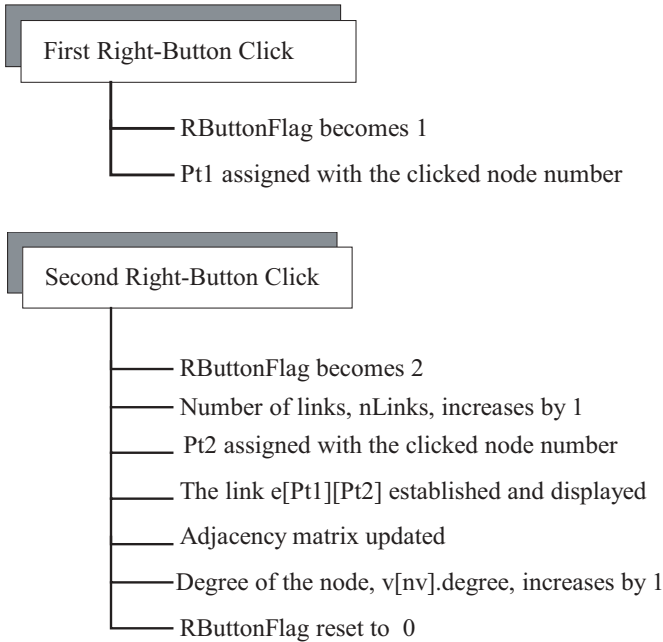 First Right-Button Click
RButtonFlag becomes 1
Pt1 assigned with the clicked node number
Second Right-Button Click
RButtonFlag becomes 2
Number of links, nLinks, increases by 1
Pt2 assigned with the clicked node number
The link e[Pt1][Pt2] established and displayed
Adjacency matrix updated
Degree of the node, v[nv].degree, increases by 1
RButtonFlag reset to 0